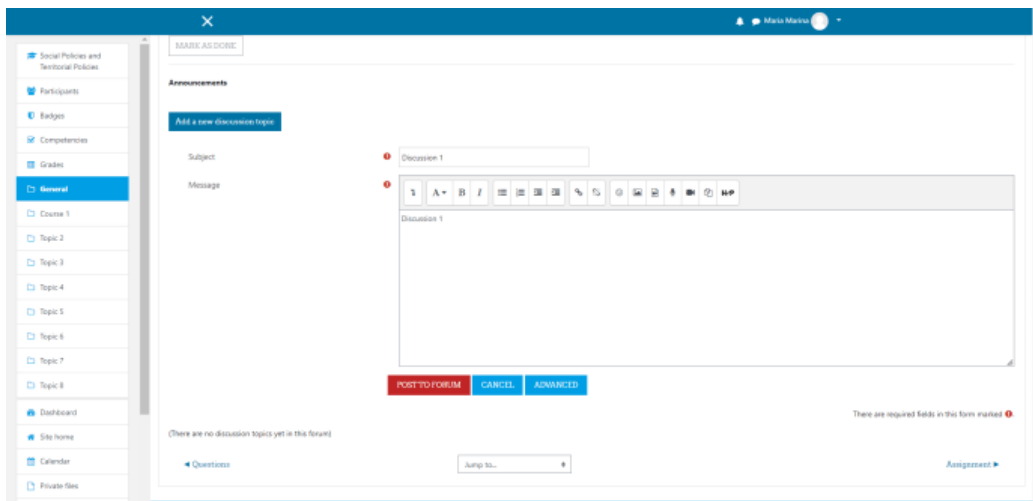 Maria Marina
Social Policies and
Territorial Policies
Participants
Badges
Competencies
Grades
General
Course 1
Topic 2
Topic 3
Topic 4
Topic 5
Topic 6
Topic 7
Topic 8
Dashboard
Site home
Calendar
Private files
MARK AS DONE
Announcements
Add a new discussion topic
Subject
Discussion 1
Message
A B I H-P
Discussion 1
POST TO FORUM CANCEL ADVANCED
There are required fields in this form marked
(There are no discussion topics yet in this forum)
Questions
Jump to...
Assignment